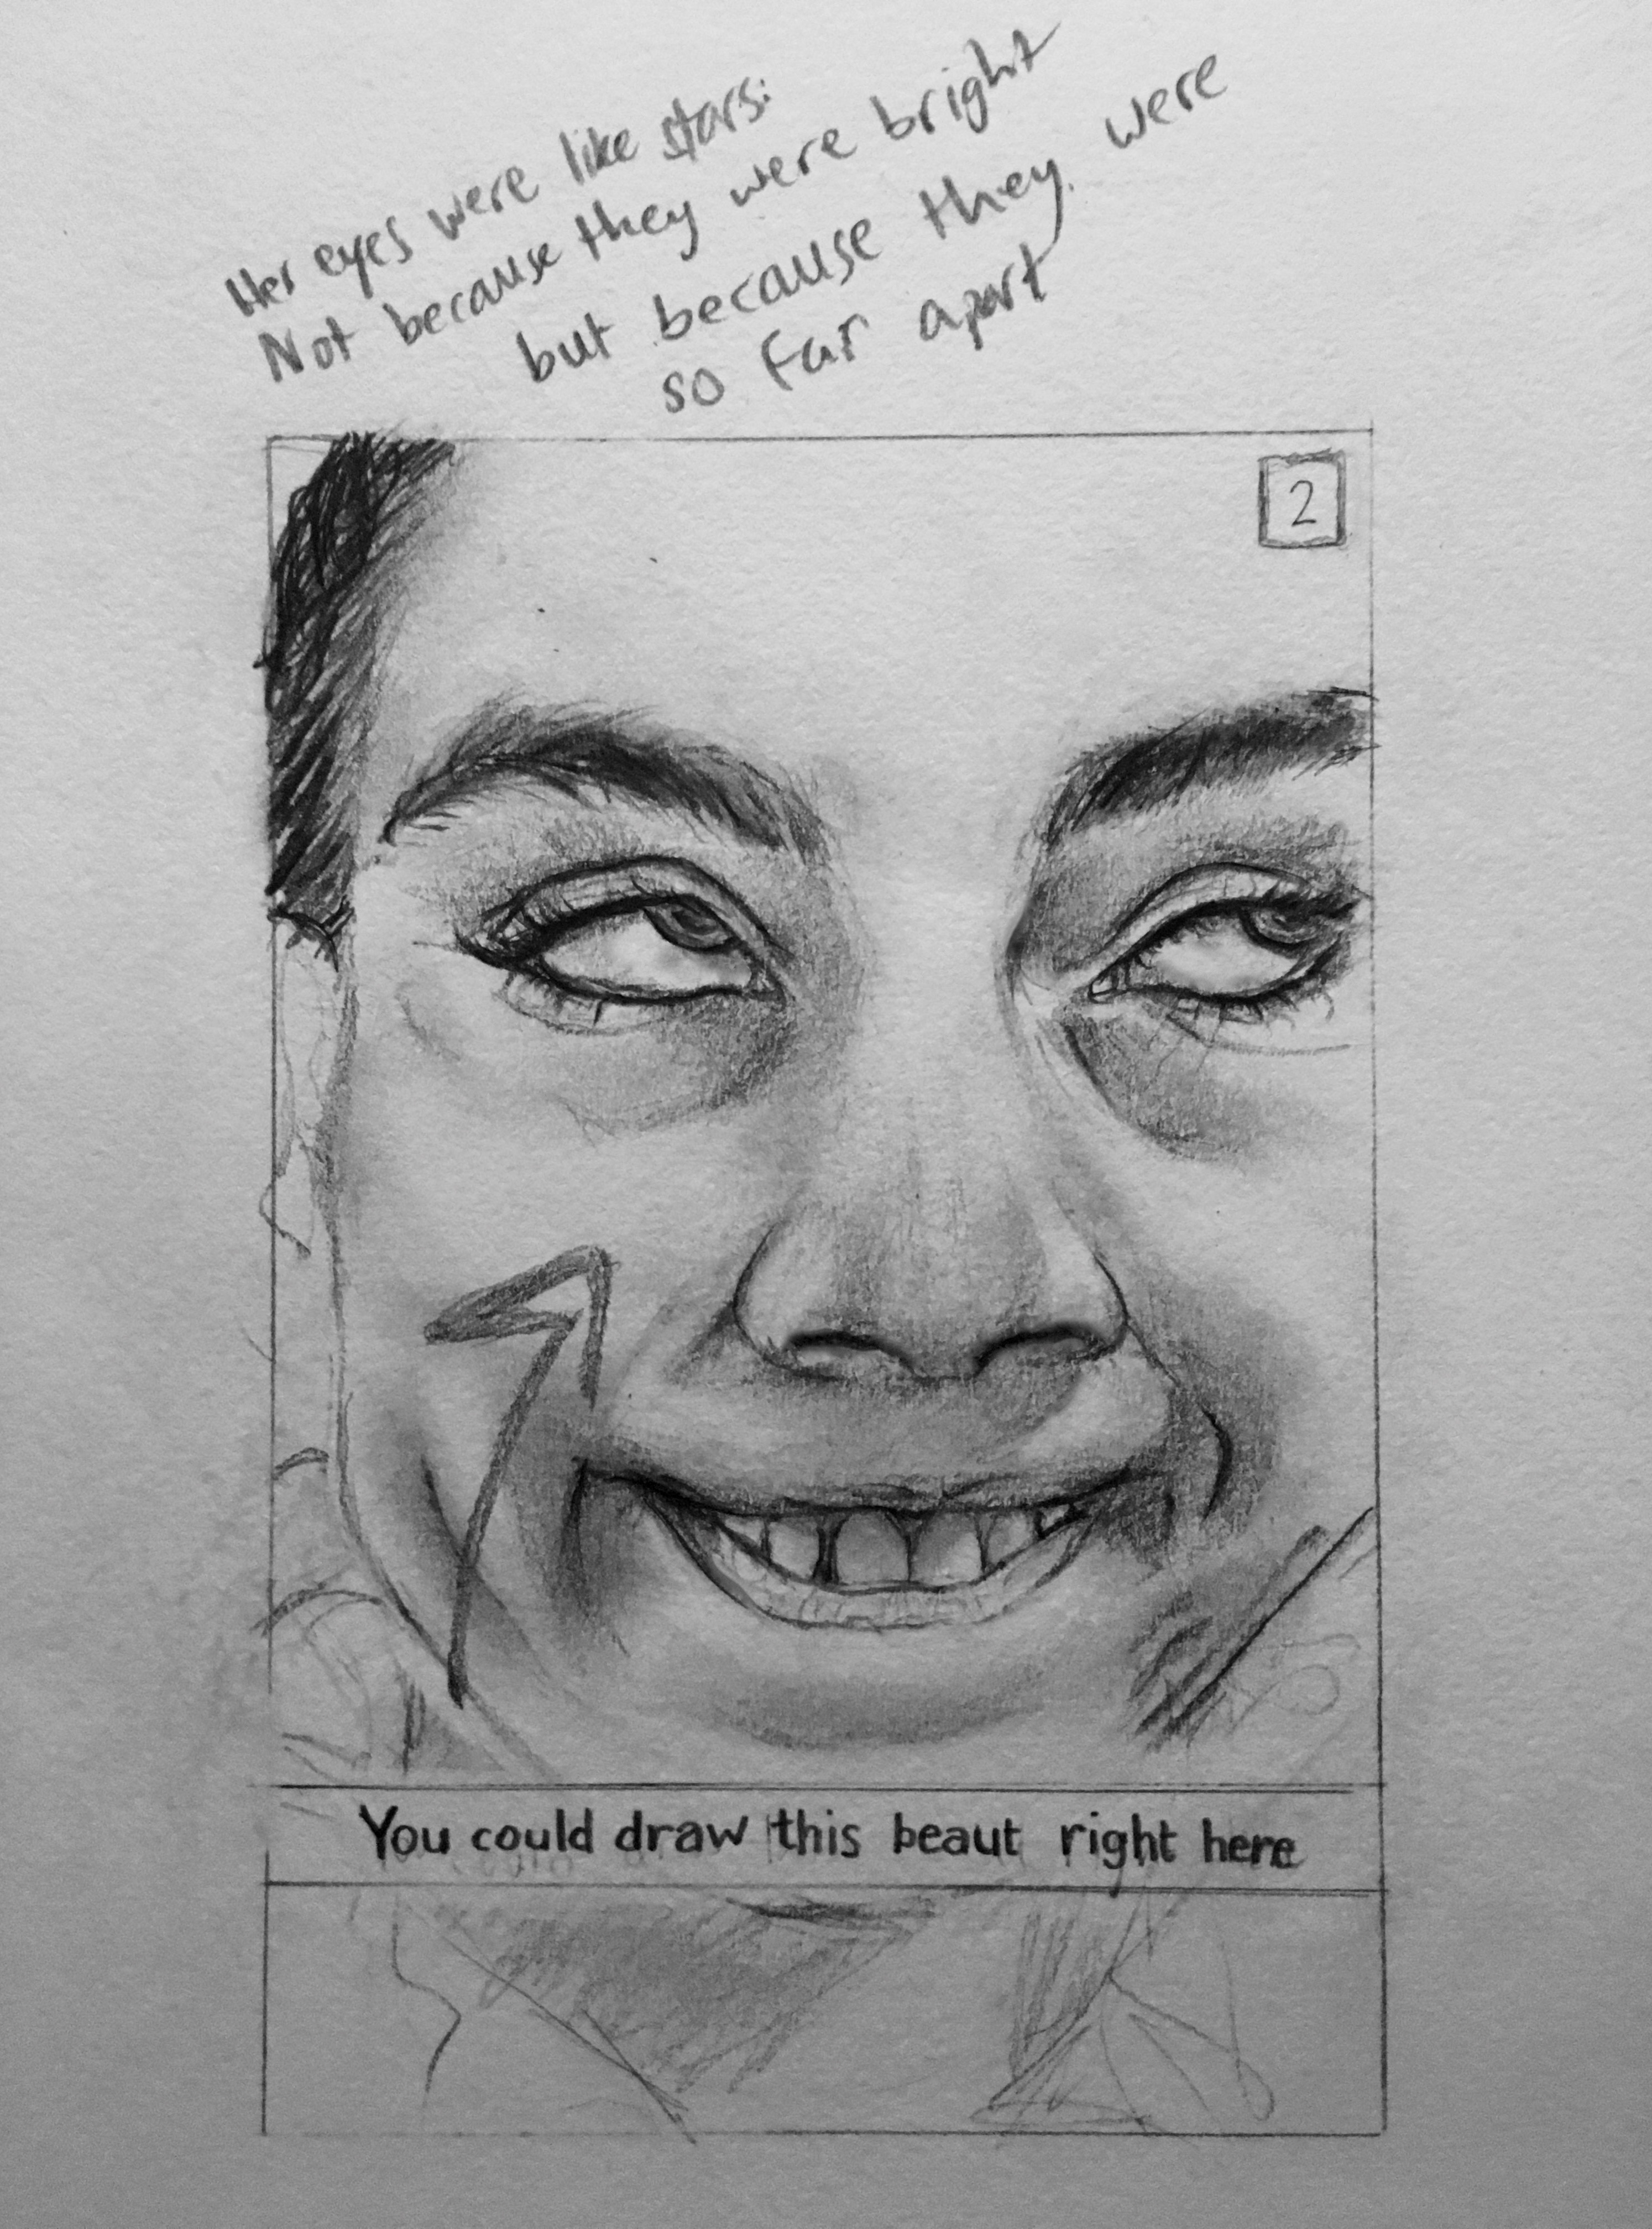 Her eyes were like stars:
Not because they were bright
but because they were
so far apart
2
You could draw this beaut right here